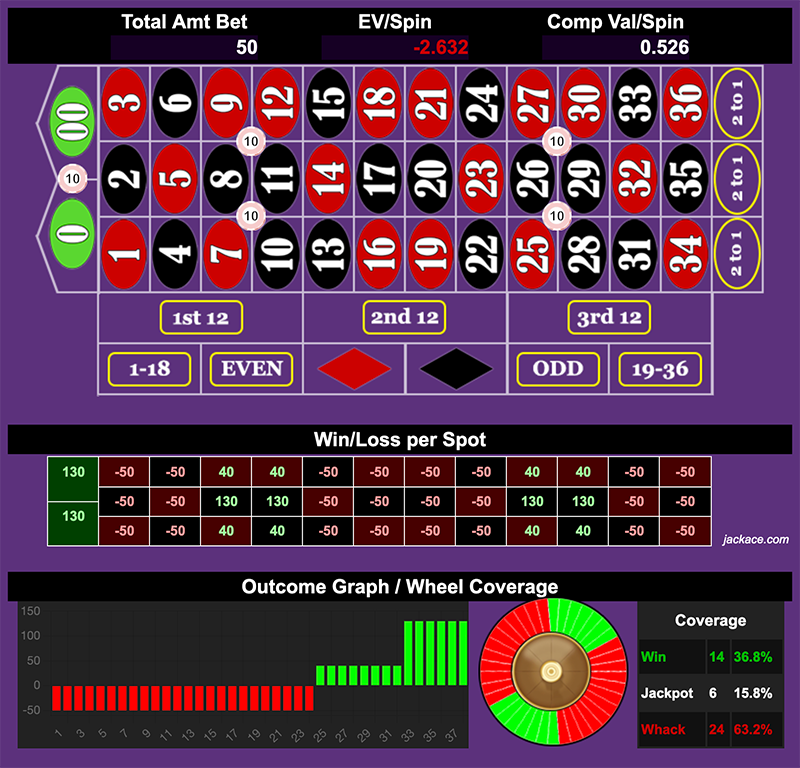 Total Amt Bet EV/Spin Comp Val/Spin
50 -2.632 0.526
00 3 6 9 12 15 18 21 24 27 30 33 36 2 to 1
10 10
10 2 5 8 11 14 17 20 23 26 29 32 35 2 to 1
10 10
0 1 4 7 10 13 16 19 22 25 28 31 34 2 to 1
1st 12 2nd 12 3rd 12
1-18 EVEN ODD 19-36
Win/Loss per Spot
130 -50 -50 40 40 -50 -50 -50 -50 40 40 -50 -50
-50 -50 130 130 -50 -50 -50 -50 130 130 -50 -50
130 -50 -50 40 40 -50 -50 -50 -50 40 40 -50 -50
jackace.com
Outcome Graph / Wheel Coverage
150
100
50
0
-50
1 3 5 7 9 11 13 15 17 19 21 23 25 27 29 31 33 35 37
Coverage
Win 14 36.8%
Jackpot 6 15.8%
Whack 24 63.2%